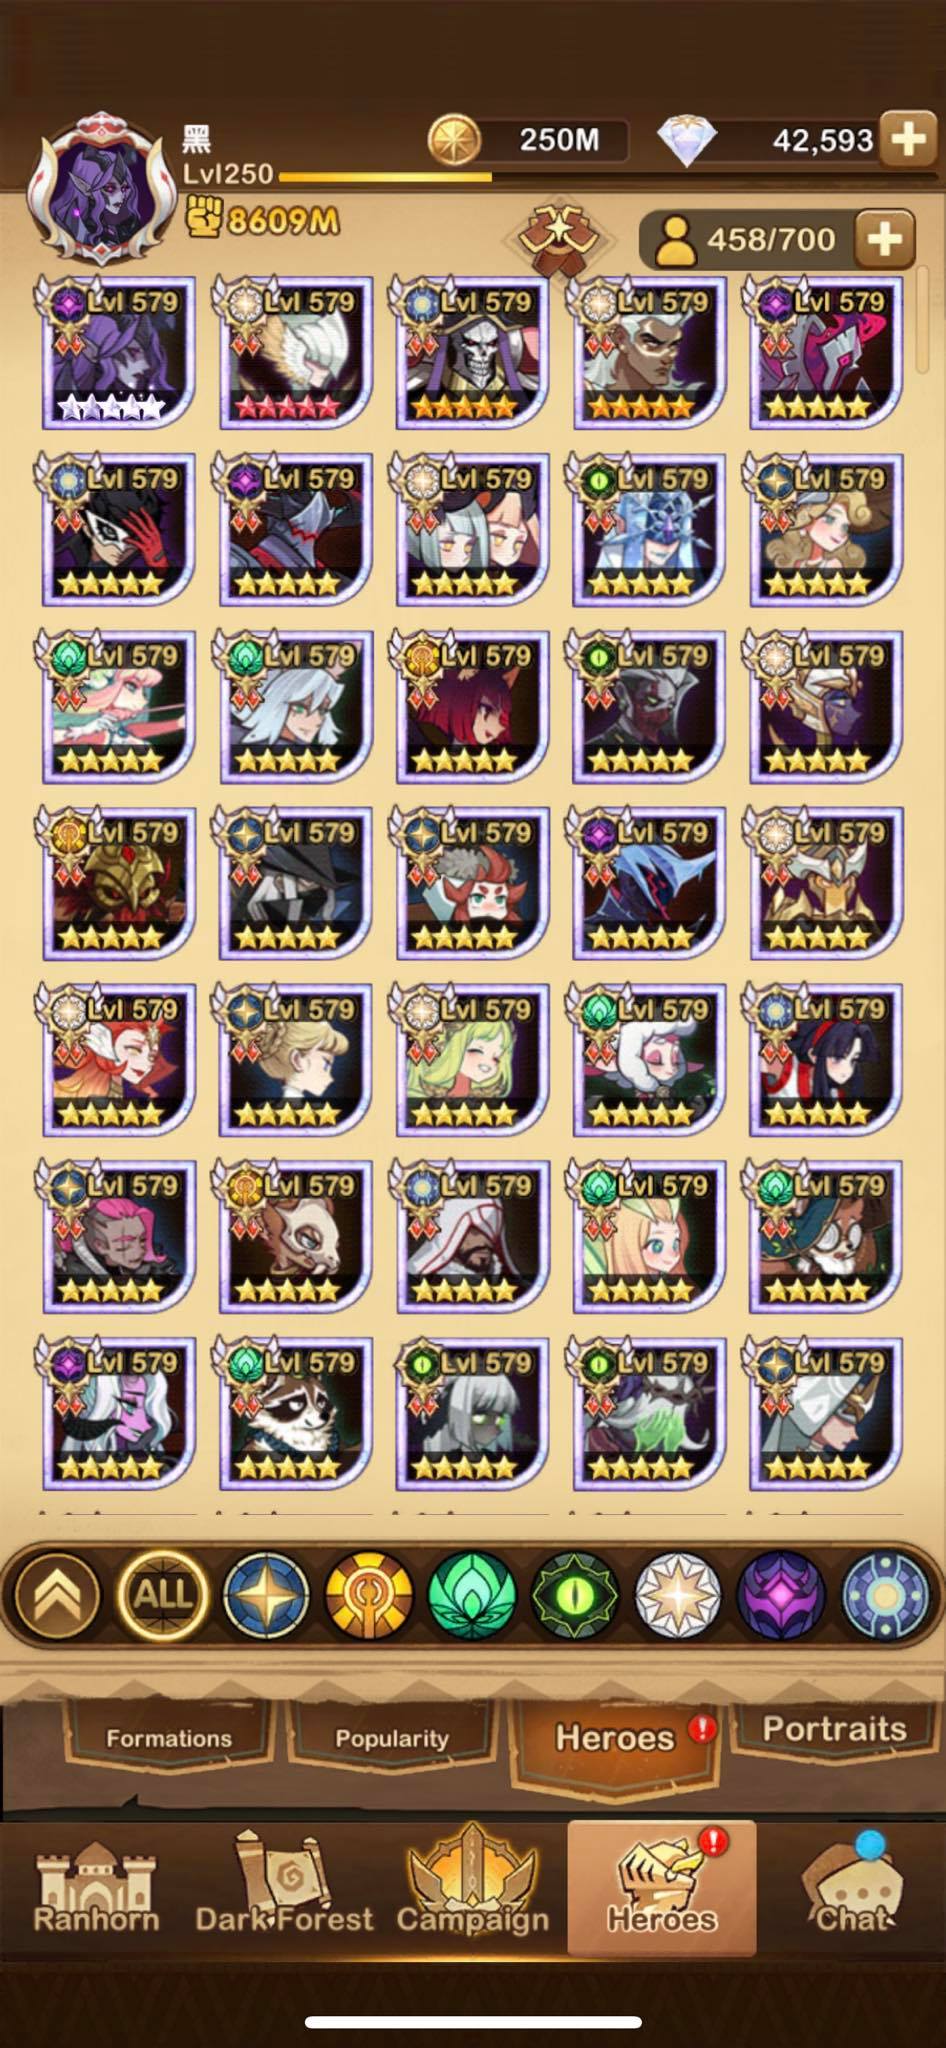 黑
250M
42,593
Lvl250
8609M
458/700
Lvl 579 Lvl 579 Lvl 579 Lvl 579 Lvl 579
Lvl 579 Lvl 579 Lvl 579 Lvl 579 Lvl 579
Lvl 579 Lvl 579 Lvl 579 Lvl 579 Lvl 579
Lvl 579 Lvl 579 Lvl 579 Lvl 579 Lvl 579
Lvl 579 Lvl 579 Lvl 579 Lvl 579 Lvl 579
Lvl 579 Lvl 579 Lvl 579 Lvl 579 Lvl 579
Lvl 579 Lvl 579 Lvl 579 Lvl 579 Lvl 579
ALL
Formations Popularity Heroes ! Portraits
Ranhorn Dark Forest Campaign Heroes ! Chat